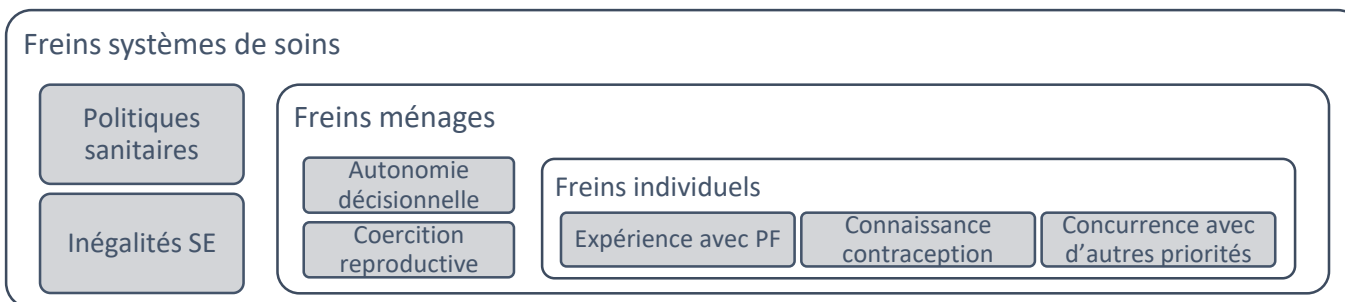 Freins systèmes de soins
Politiques
sanitaires
Inégalités SE
Freins ménages
Autonomie
décisionnelle
Coercition
reproductive
Freins individuels
Expérience avec PF
Connaissance
contraception
Concurrence avec
d’autres priorités